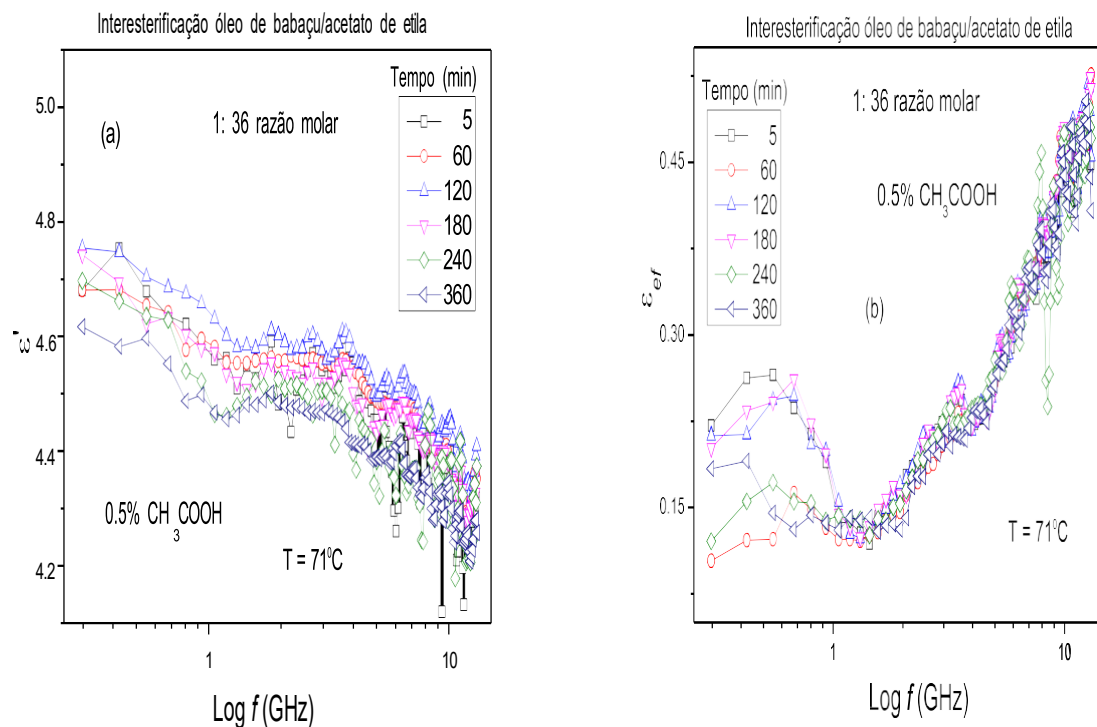 Interesterificação óleo de babaçu/acetato de etila
Tempo (min)
5
60
120
180
240
360
(a)
1: 36 razão molar
0.5% CH3COOH
T = 71⁰C
5.0
4.8
4.6
4.4
4.2
ε'
1
10
Log f (GHz)
Interesterificação óleo de babaçu/acetato de etila
Tempo (min)
5
60
120
180
240
360
1: 36 razão molar
0.5% CH3COOH
(b)
T = 71⁰C
0.45
0.30
0.15
εef
1
10
Log f (GHz)